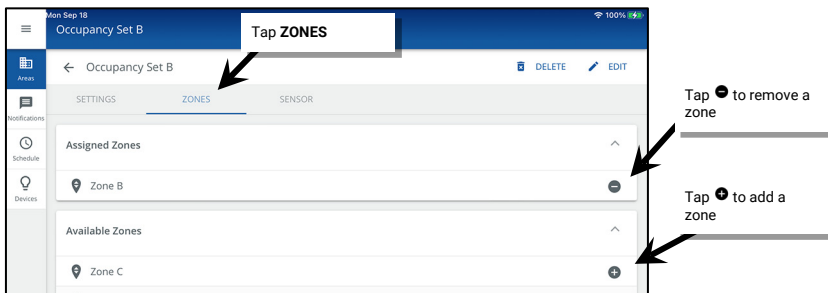 Mon Sep 18
100%
Occupancy Set B
Tap ZONES
Areas
Occupancy Set B
DELETE
EDIT
Notifications
SETTINGS
ZONES
SENSOR
Tap to remove a
zone
Schedule
Assigned Zones
Devices
Zone B
Tap to add a
zone
Available Zones
Zone C